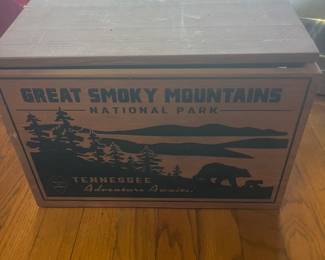 GREAT SMOKY MOUNTAINS
NATIONAL PARK
TENNESSEE
Adventure Awaits.